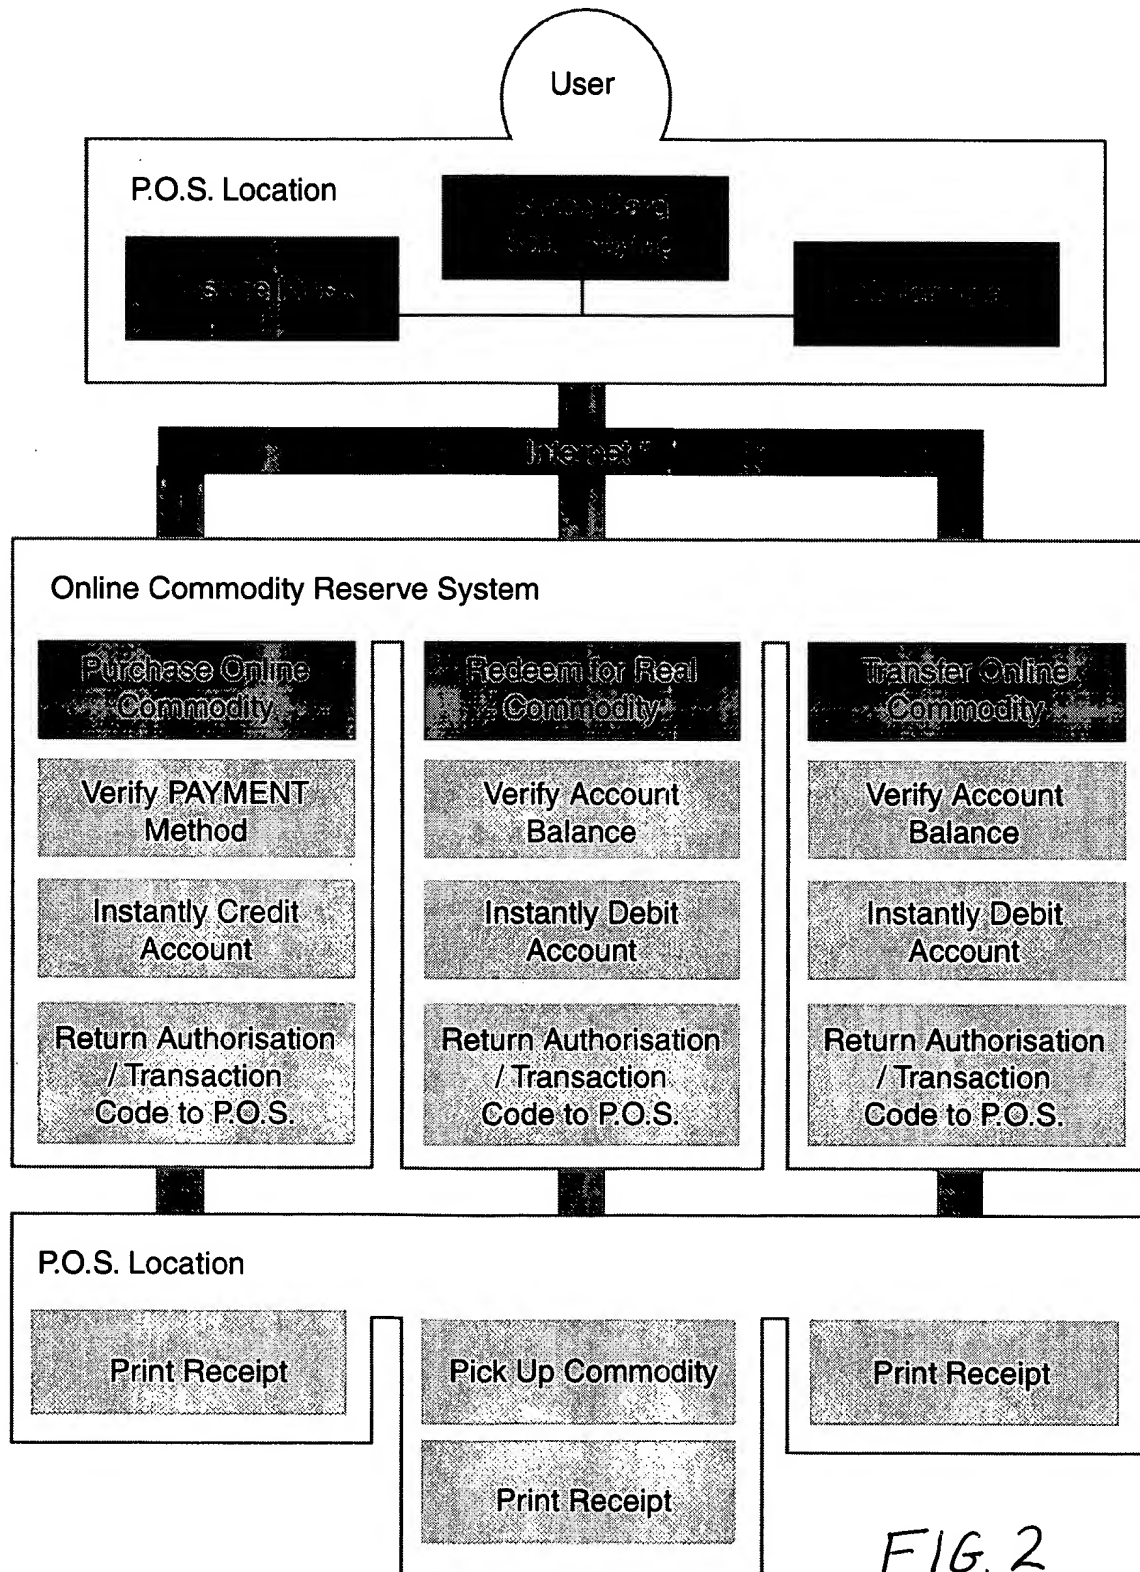 User
P.O.S. Location
Internet
Online Commodity Reserve System
Purchase Online
Commodity
Verify PAYMENT
Method
Instantly Credit
Account
Return Authorisation
/ Transaction
Code to P.O.S.
Redeem for Real
Commodity
Verify Account
Balance
Instantly Debit
Account
Return Authorisation
/ Transaction
Code to P.O.S.
Transfer Online
Commodity
Verify Account
Balance
Instantly Debit
Account
Return Authorisation
/ Transaction
Code to P.O.S.
P.O.S. Location
Print Receipt
Pick Up Commodity
Print Receipt
Print Receipt
FIG. 2